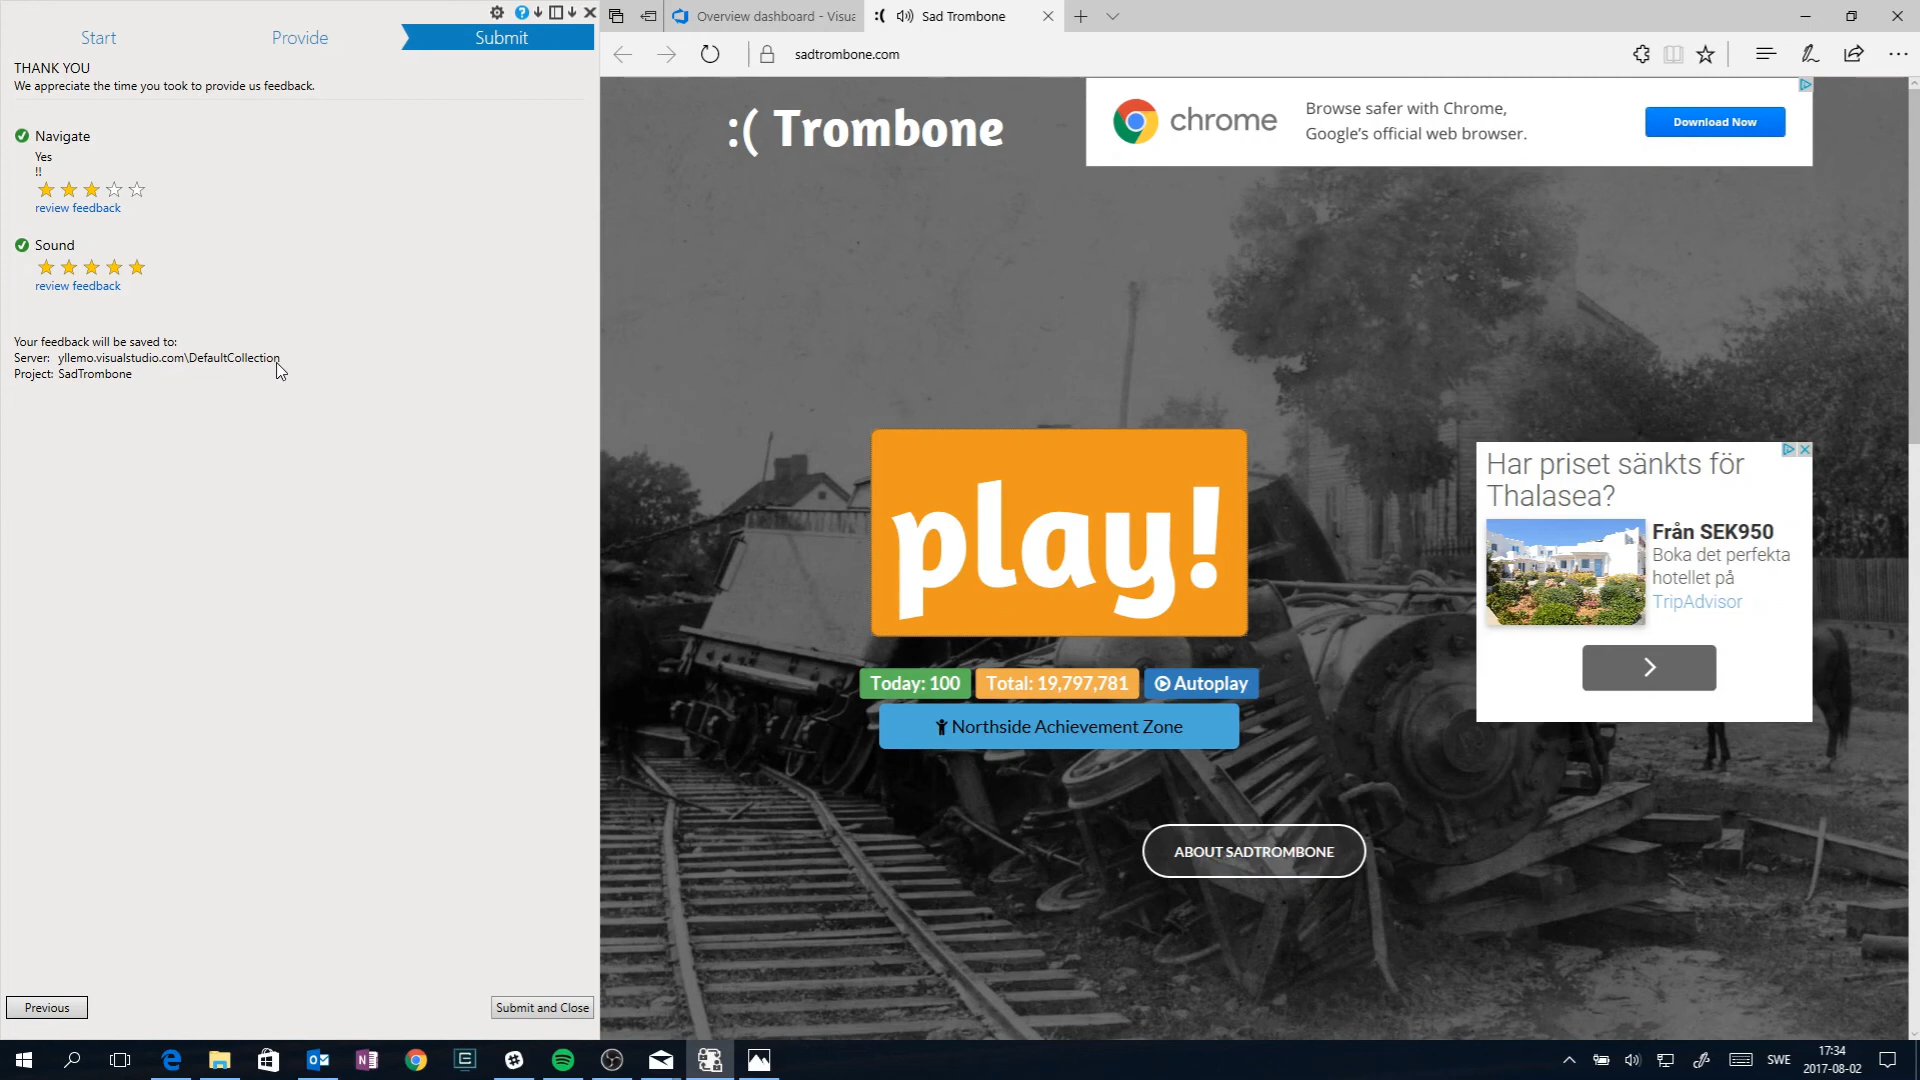 Start
Provide
Submit
THANK YOU
We appreciate the time you took to provide us feedback.
Navigate
Yes
!!
review feedback
Sound
review feedback
Your feedback will be saved to:
Server: yllemo.visualstudio.com\DefaultCollection
Project: SadTrombone
Previous
Submit and Close
Overview dashboard - Visua
:( Sad Trombone
sadtrombone.com
:( Trombone
chrome
Browse safer with Chrome,
Google's official web browser.
Download Now
play!
Today: 100
Total: 19,797,781
Autoplay
Northside Achievement Zone
ABOUT SADTROMBONE
Har priset sänkts för
Thalasea?
Från SEK950
Boka det perfekta
hotellet på
TripAdvisor
SWE
17:34
2017-08-02